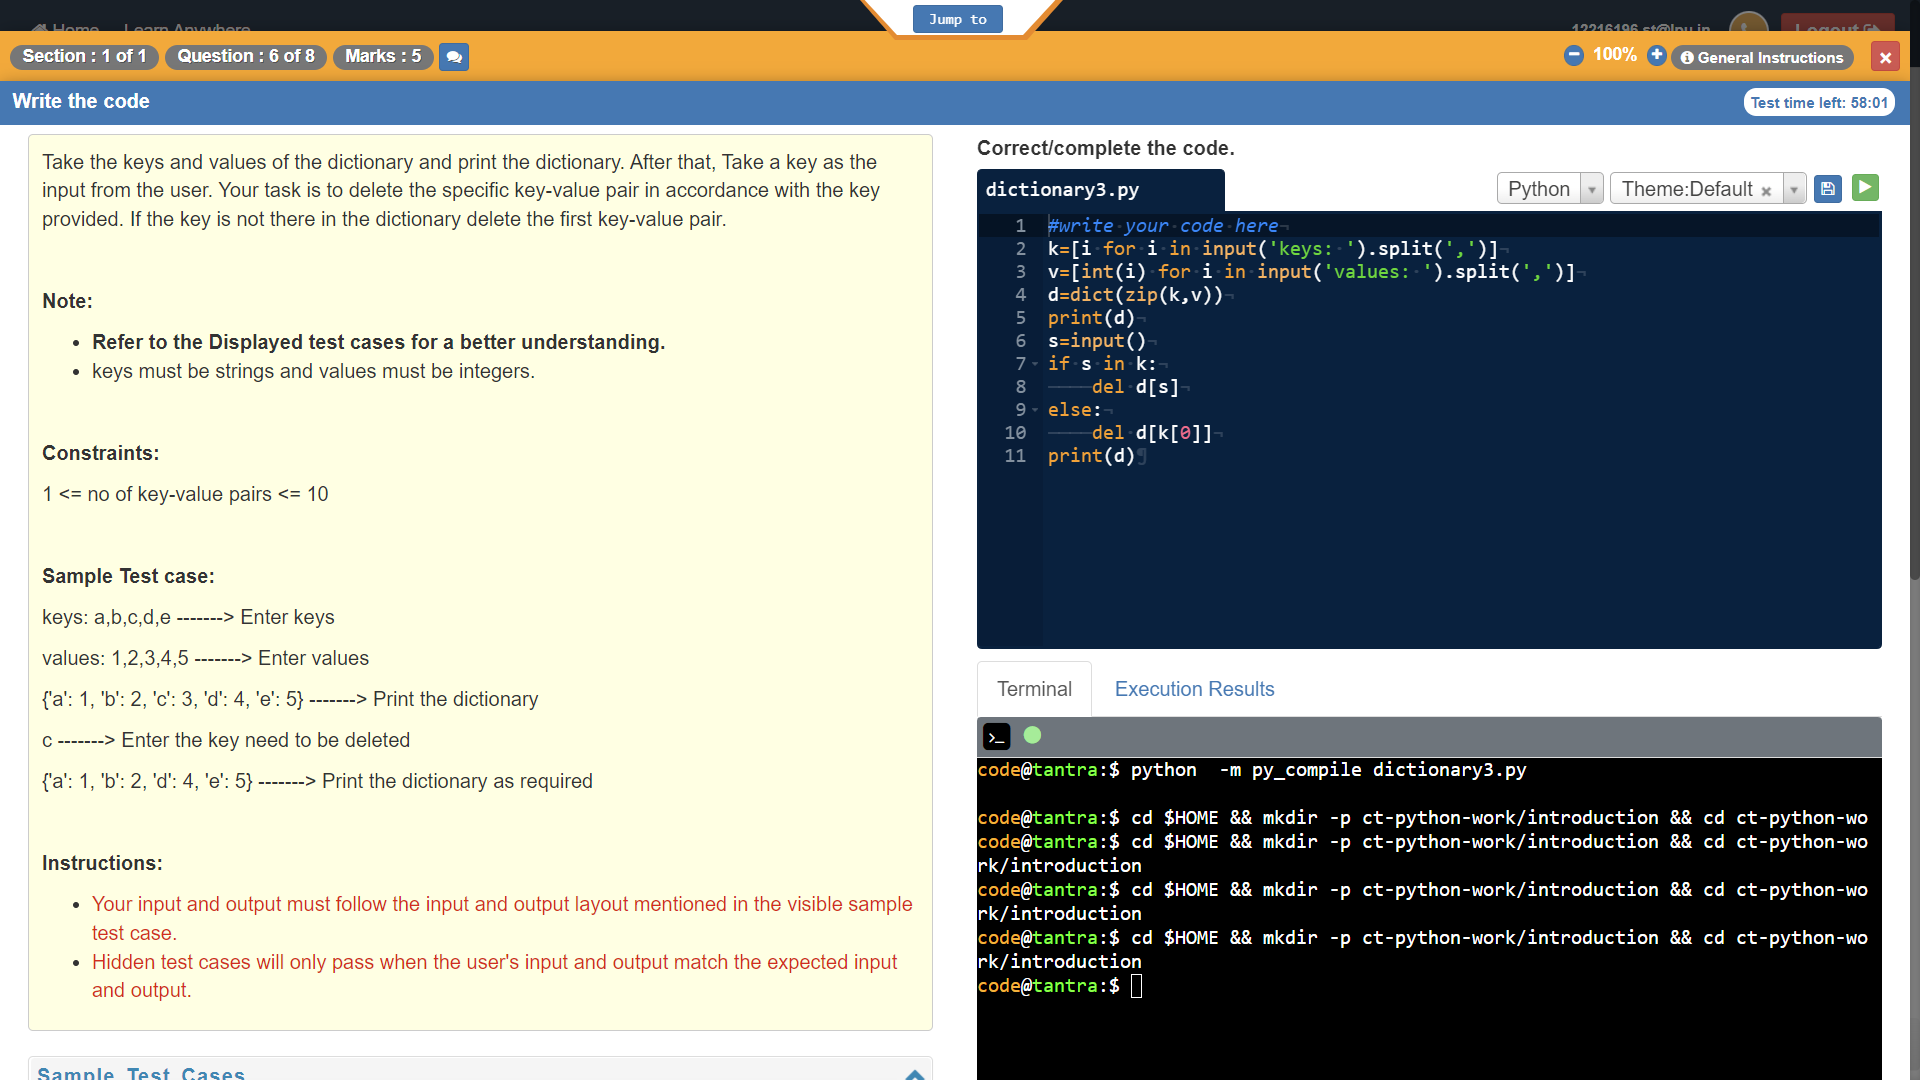 Home Learn Anywhere
Jump to
12216196.st@lpu.in Logout
Section : 1 of 1 Question : 6 of 8 Marks : 5
100% General Instructions
Write the code
Test time left: 58:01
Take the keys and values of the dictionary and print the dictionary. After that, Take a key as the
input from the user. Your task is to delete the specific key-value pair in accordance with the key
provided. If the key is not there in the dictionary delete the first key-value pair.
Note:
• Refer to the Displayed test cases for a better understanding.
• keys must be strings and values must be integers.
Constraints:
1 <= no of key-value pairs <= 10
Sample Test case:
keys: a,b,c,d,e -------> Enter keys
values: 1,2,3,4,5 -------> Enter values
{'a': 1, 'b': 2, 'c': 3, 'd': 4, 'e': 5} -------> Print the dictionary
c -------> Enter the key need to be deleted
{'a': 1, 'b': 2, 'd': 4, 'e': 5} -------> Print the dictionary as required
Instructions:
• Your input and output must follow the input and output layout mentioned in the visible sample
test case.
• Hidden test cases will only pass when the user's input and output match the expected input
and output.
Sample Test Cases
Correct/complete the code.
dictionary3.py
Python Theme:Default ×
1 #write your code here
2 k=[i for i in input('keys: ').split(',')]
3 v=[int(i) for i in input('values: ').split(',')]
4 d=dict(zip(k,v))
5 print(d)
6 s=input()
7 if s in k:
8 del d[s]
9 else:
10 del d[k[0]]
11 print(d)
Terminal Execution Results
code@tantra:$ python  -m py_compile dictionary3.py
code@tantra:$ cd $HOME && mkdir -p ct-python-work/introduction && cd ct-python-wo
code@tantra:$ cd $HOME && mkdir -p ct-python-work/introduction && cd ct-python-wo
rk/introduction
code@tantra:$ cd $HOME && mkdir -p ct-python-work/introduction && cd ct-python-wo
rk/introduction
code@tantra:$ cd $HOME && mkdir -p ct-python-work/introduction && cd ct-python-wo
rk/introduction
code@tantra:$